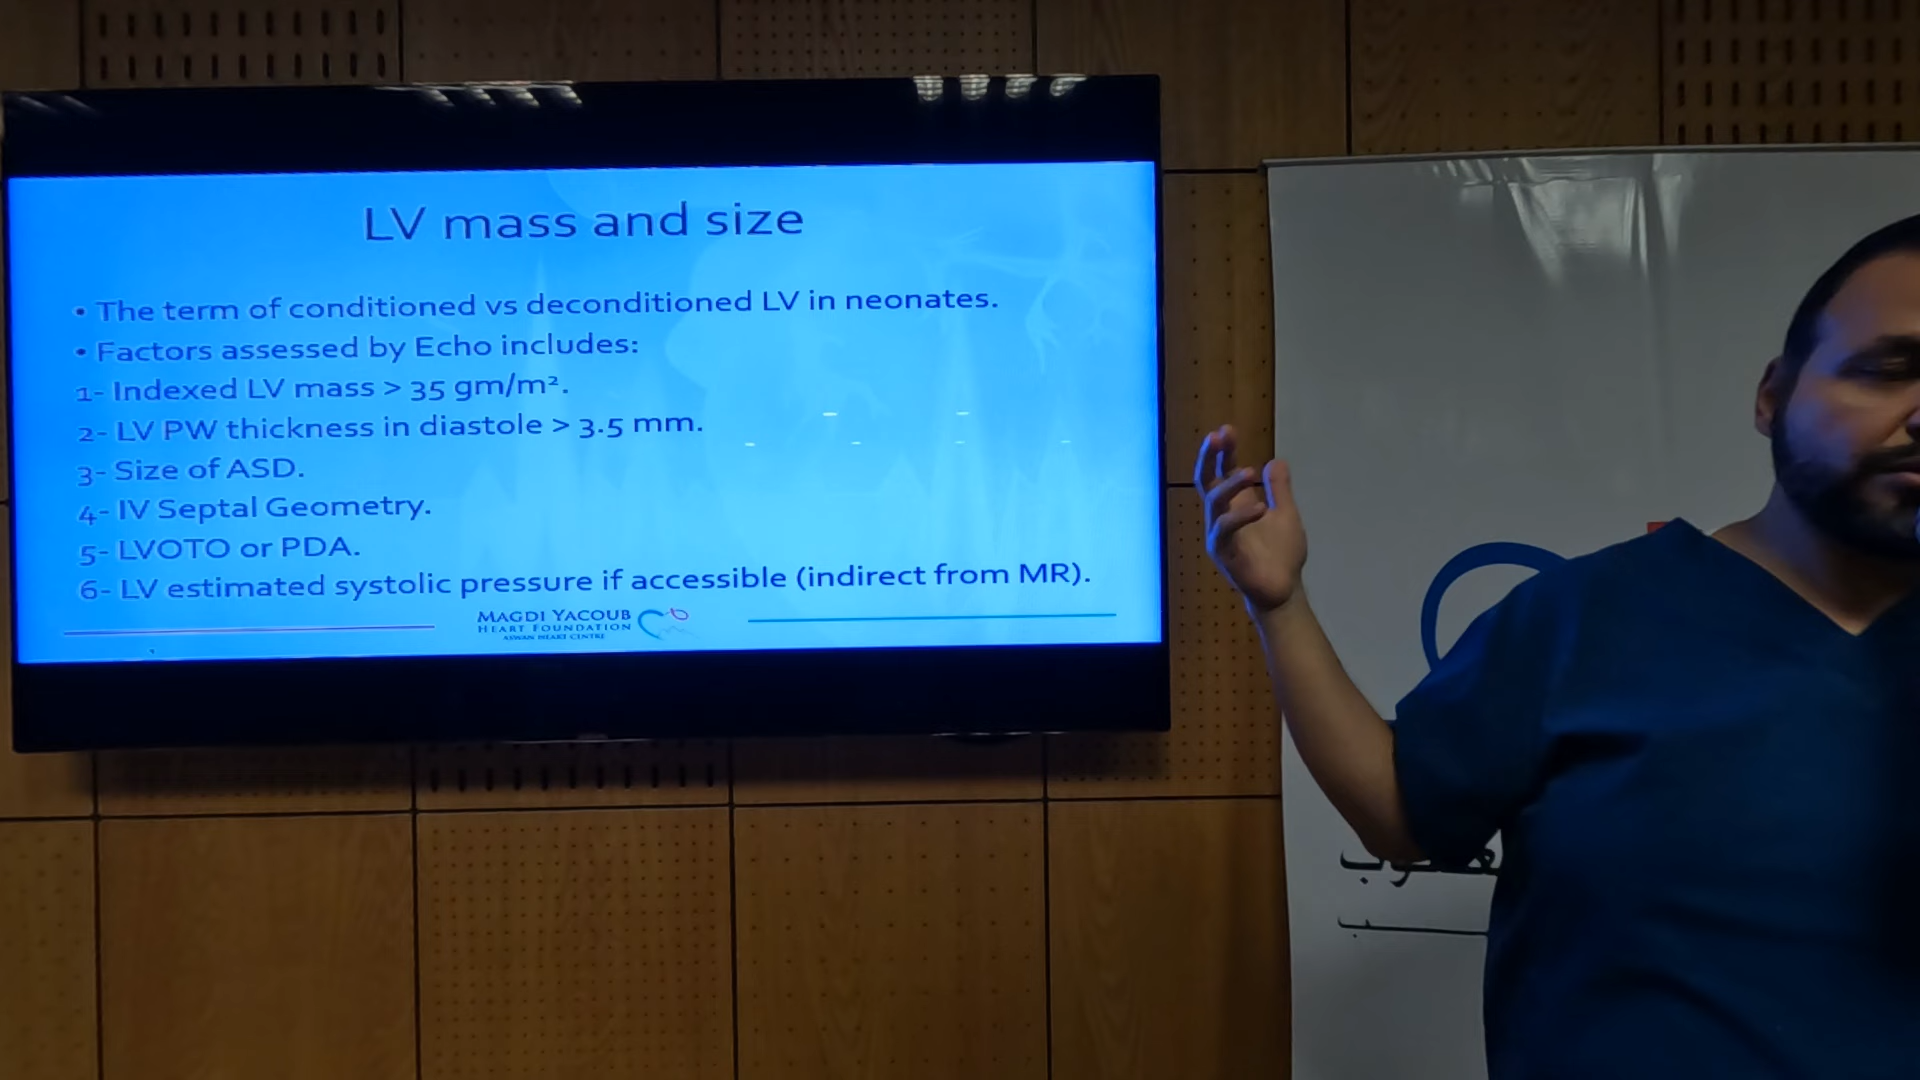 LV mass and size
• The term of conditioned vs deconditioned LV in neonates.
• Factors assessed by Echo includes:
1- Indexed LV mass > 35 gm/m².
2- LV PW thickness in diastole > 3.5 mm.
3- Size of ASD.
4- IV Septal Geometry.
5- LVOTO or PDA.
6- LV estimated systolic pressure if accessible (indirect from MR).
MAGDI YACOUB
HEART FOUNDATION
ASWAN HEART CENTRE